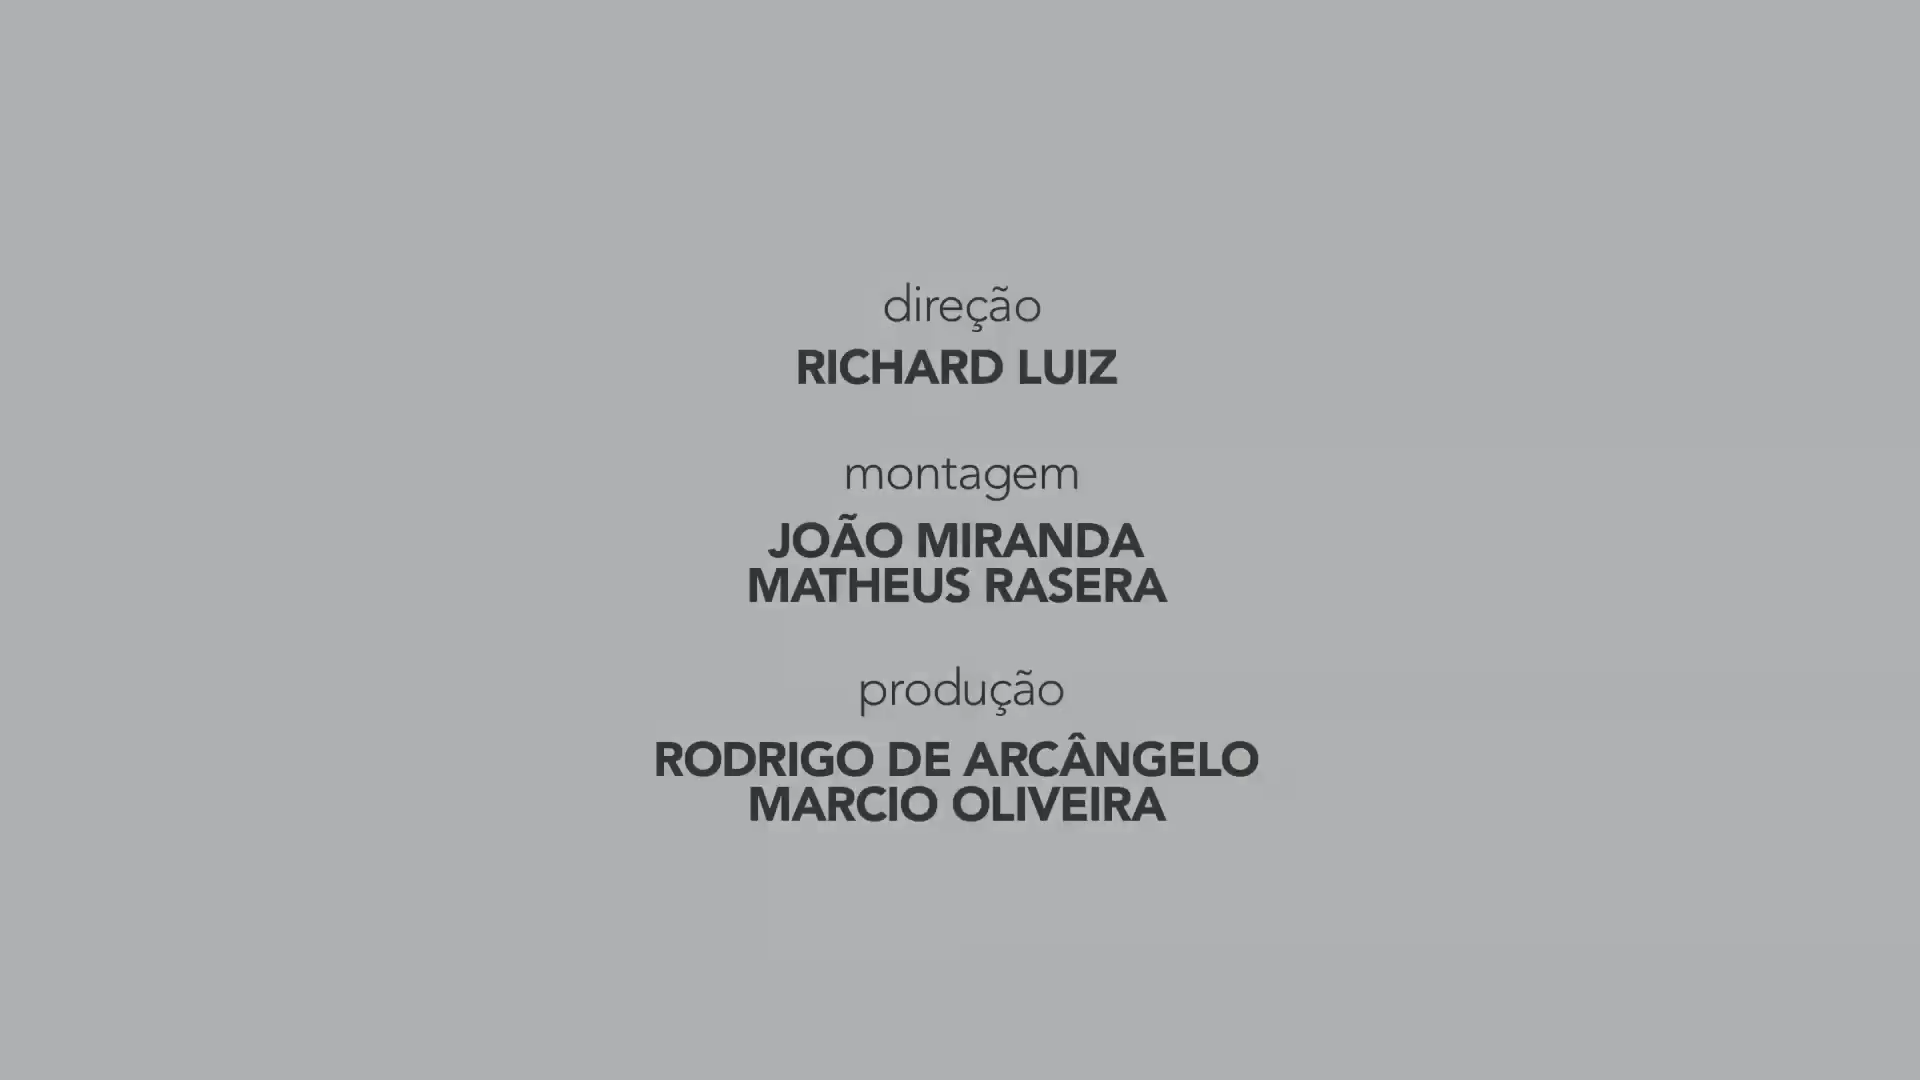 direção
RICHARD LUIZ
montagem
JOÃO MIRANDA
MATHEUS RASERA
produção
RODRIGO DE ARCÂNGELO
MARCIO OLIVEIRA